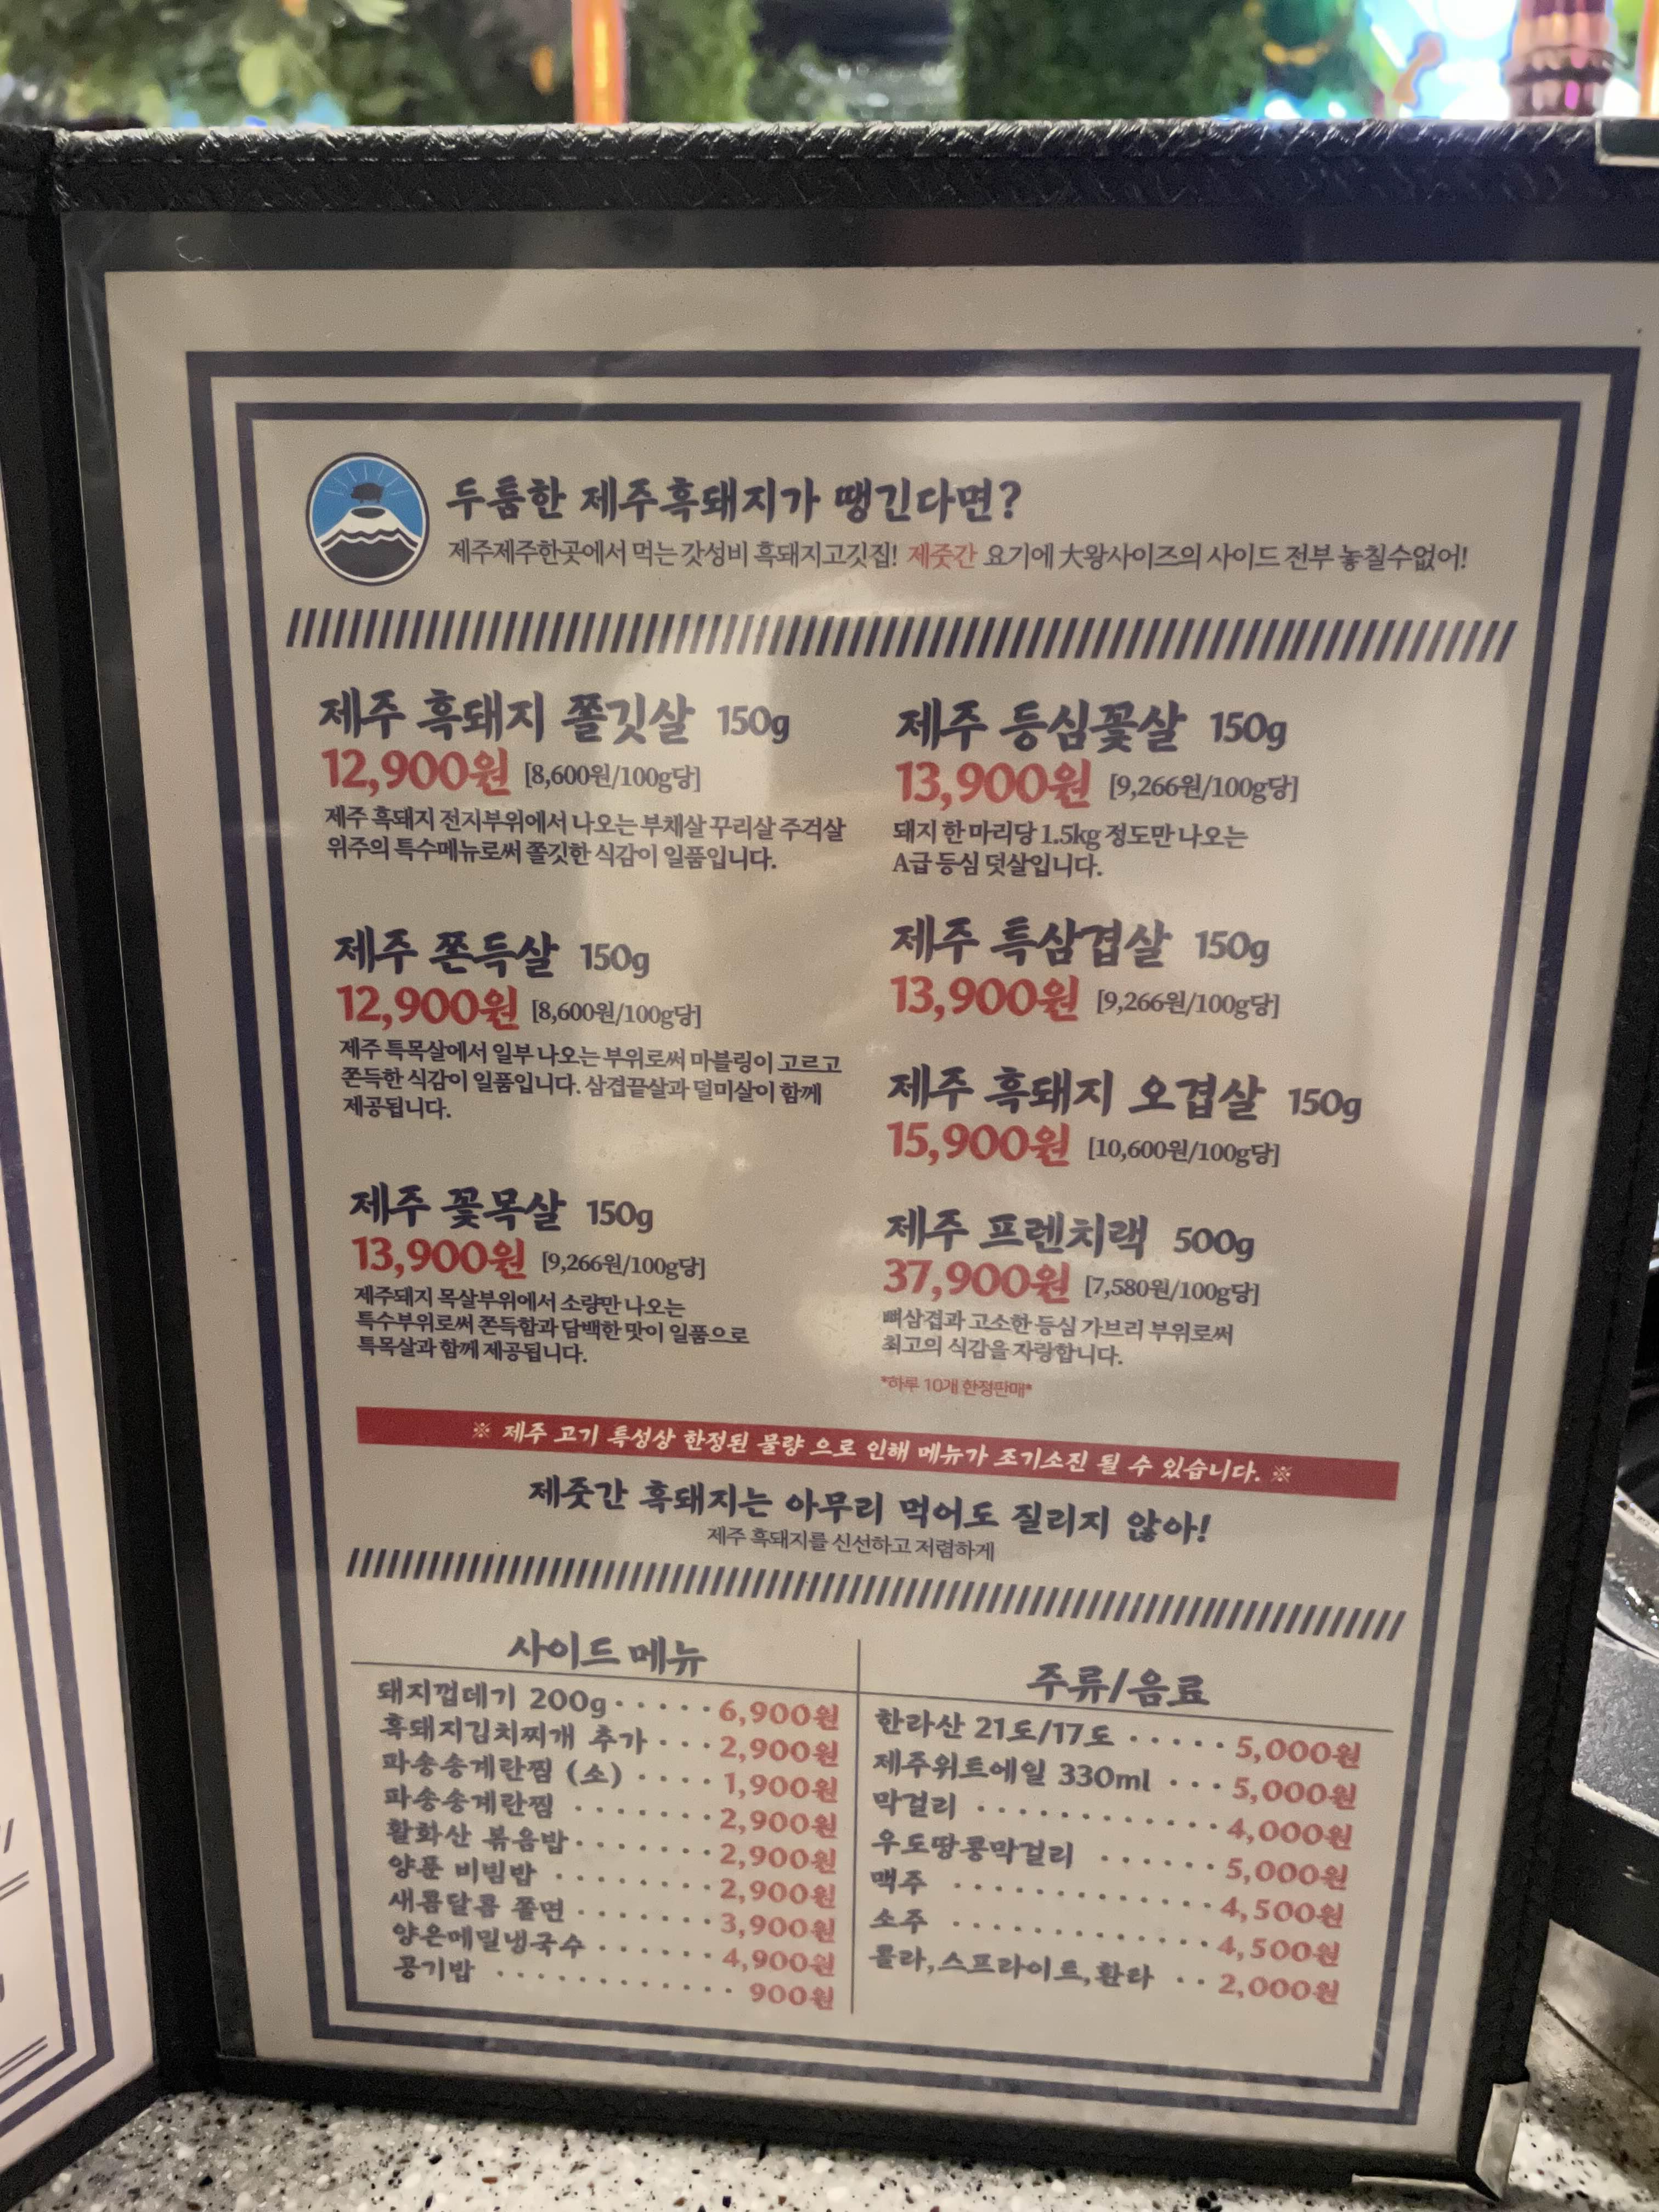 두툼한 제주흑돼지가 땡긴다면?
제주제주한곳에서 먹는 갓성비 흑돼지고깃집! 제줏간 요기에 大왕사이즈의 사이드 전부 놓칠수없어!
제주 흑돼지 쫄깃살 150g
12,900원 [8,600원/100g당]
제주 흑돼지 전지부위에서 나오는 부채살 꾸리살 주걱살
위주의 특수메뉴로써 쫄깃한 식감이 일품입니다.
제주 쫀득살 150g
12,900원 [8,600원/100g당]
제주 특목살에서 일부 나오는 부위로써 마블링이 고르고
쫀득한 식감이 일품입니다. 삼겹끝살과 덜미살이 함께
제공됩니다.
제주 꽃목살 150g
13,900원 [9,266원/100g당]
제주돼지 목살부위에서 소량만 나오는
특수부위로써 쫀득함과 담백한 맛이 일품으로
특목살과 함께 제공됩니다.
제주 등심꽃살 150g
13,900원 [9,266원/100g당]
돼지 한 마리당 1.5kg 정도만 나오는
A급 등심 덧살입니다.
제주 특삼겹살 150g
13,900원 [9,266원/100g당]
제주 흑돼지 오겹살 150g
15,900원 [10,600원/100g당]
제주 프렌치랙 500g
37,900원 [7,580원/100g당]
뼈삼겹과 고소한 등심 가브리 부위로써
최고의 식감을 자랑합니다.
*하루 10개 한정판매*
※ 제주 고기 특성상 한정된 물량 으로 인해 메뉴가 조기소진 될 수 있습니다. ※
제줏간 흑돼지는 아무리 먹어도 질리지 않아!
제주 흑돼지를 신선하고 저렴하게
사이드 메뉴
돼지껍데기 200g ····· 6,900원
흑돼지김치찌개 추가 ··· 2,900원
파송송계란찜 (소) ···· 1,900원
파송송계란찜 ······· 2,900원
활화산 볶음밥 ······· 2,900원
양푼 비빔밥 ········ 2,900원
새콤달콤 쫄면 ······· 3,900원
양은메밀냉국수 ······ 4,900원
공기밥 ············ 900원
주류/음료
한라산 21도/17도 ····· 5,000원
제주위트에일 330ml ··· 5,000원
막걸리 ············ 4,000원
우도땅콩막걸리 ······ 5,000원
맥주 ············· 4,500원
소주 ············· 4,500원
콜라,스프라이트,환타 ·· 2,000원